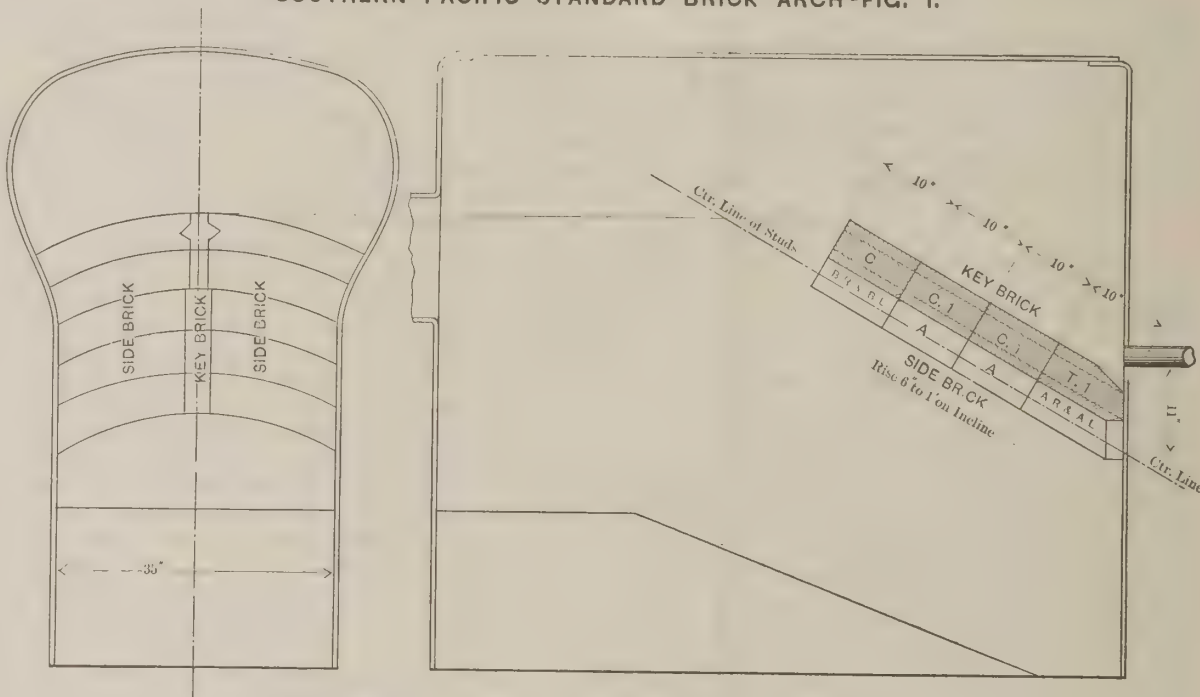 SOUTHERN PACIFIC STANDARD BRICK ARCH-FIG. 1.
SIDE BRICK
KEY BRICK
SIDE BRICK
35"
Ctr. Line of Studs
10"
10"
10"
10"
KEY BRICK
C
C. 1
C. 1
T. 1
B R & B L
A
A
A R & A L
SIDE BRICK
Rise 6" to 1' on Incline
11"
Ctr. Line